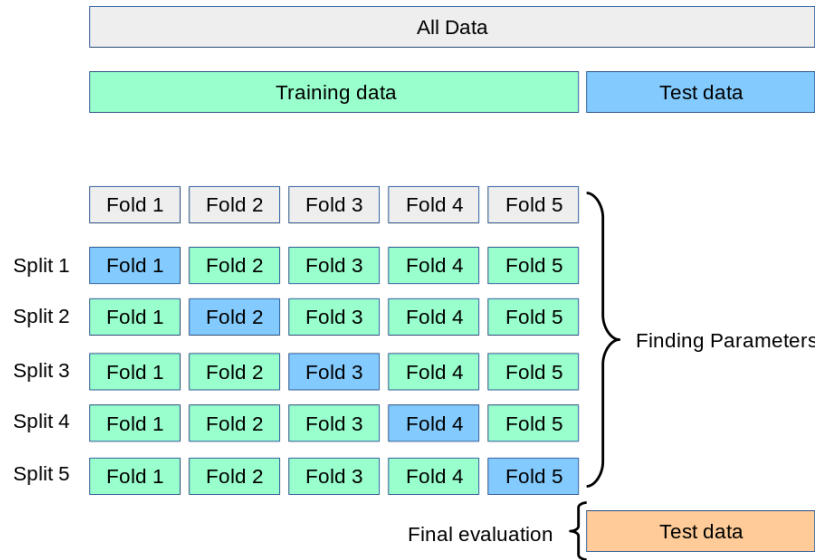 All Data
Training data Test data
Fold 1 Fold 2 Fold 3 Fold 4 Fold 5
Split 1 Fold 1 Fold 2 Fold 3 Fold 4 Fold 5
Split 2 Fold 1 Fold 2 Fold 3 Fold 4 Fold 5
Finding Parameters
Split 3 Fold 1 Fold 2 Fold 3 Fold 4 Fold 5
Split 4 Fold 1 Fold 2 Fold 3 Fold 4 Fold 5
Split 5 Fold 1 Fold 2 Fold 3 Fold 4 Fold 5
Final evaluation Test data